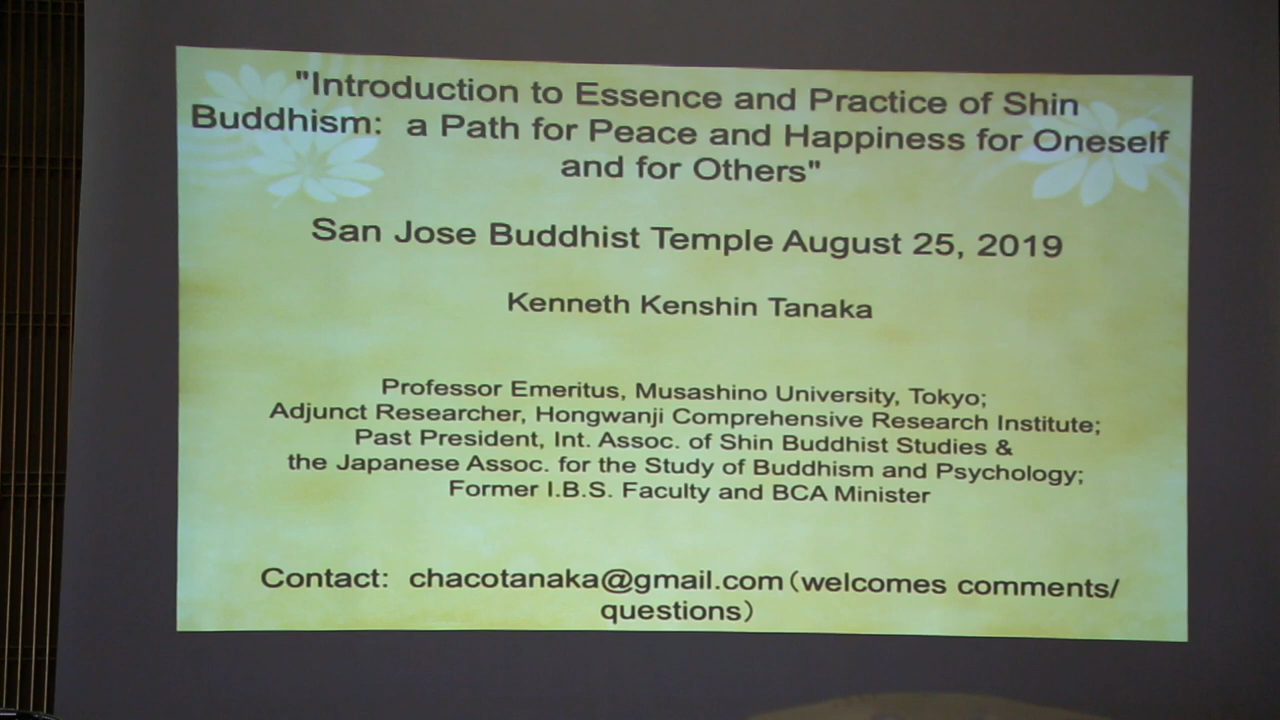 "Introduction to Essence and Practice of Shin
Buddhism:  a Path for Peace and Happiness for Oneself
and for Others"
San Jose Buddhist Temple August 25, 2019
Kenneth Kenshin Tanaka
Professor Emeritus, Musashino University, Tokyo;
Adjunct Researcher, Hongwanji Comprehensive Research Institute;
Past President, Int. Assoc. of Shin Buddhist Studies &
the Japanese Assoc. for the Study of Buddhism and Psychology;
Former I.B.S. Faculty and BCA Minister
Contact:  chacotanaka@gmail.com（welcomes comments/
questions）